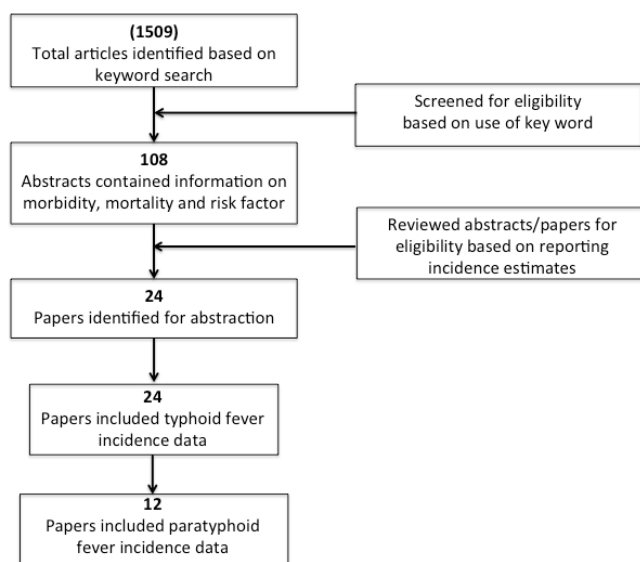 (1509)
Total articles identified based on
keyword search
Screened for eligibility
based on use of key word
108
Abstracts contained information on
morbidity, mortality and risk factor
Reviewed abstracts/papers for
eligibility based on reporting
incidence estimates
24
Papers identified for abstraction
24
Papers included typhoid fever
incidence data
12
Papers included paratyphoid
fever incidence data